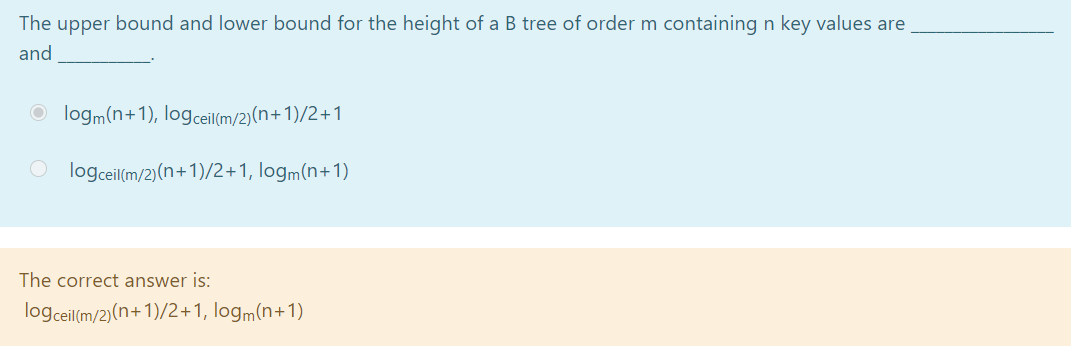 The upper bound and lower bound for the height of a B tree of order m containing n key values are _________________
and ___________.
logm(n+1), logceil(m/2)(n+1)/2+1
logceil(m/2)(n+1)/2+1, logm(n+1)
The correct answer is:
logceil(m/2)(n+1)/2+1, logm(n+1)